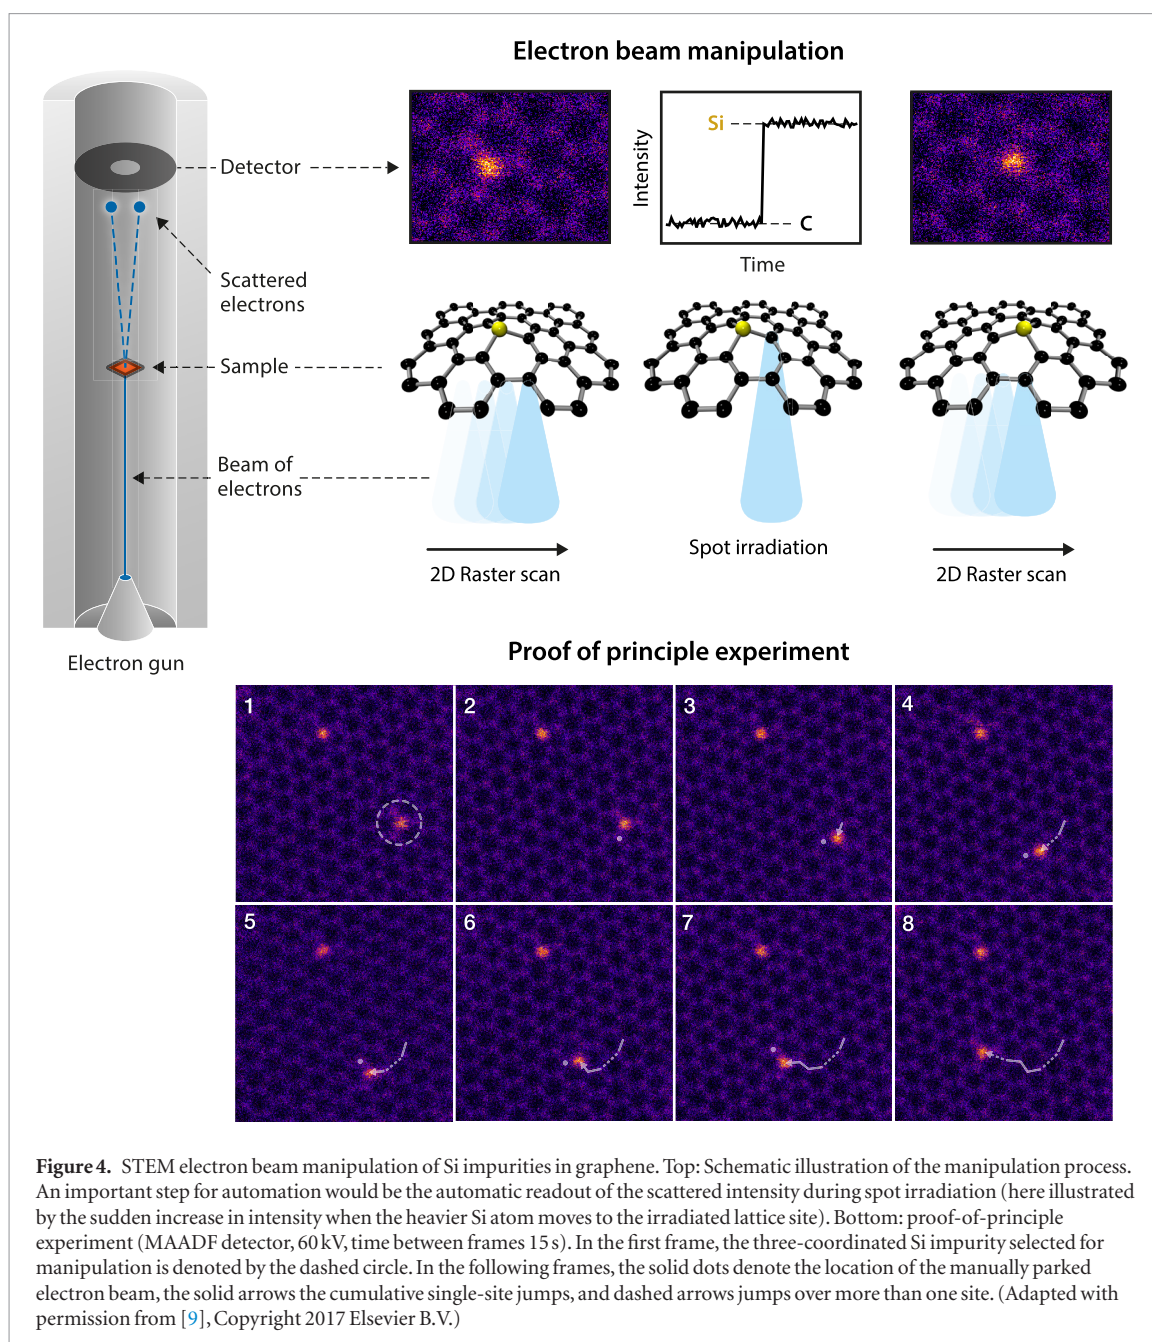 Electron beam manipulation
Detector
Scattered
electrons
Sample
Beam of
electrons
Electron gun
Intensity
Si
C
Time
2D Raster scan
Spot irradiation
2D Raster scan
Proof of principle experiment
1
2
3
4
5
6
7
8
Figure 4. STEM electron beam manipulation of Si impurities in graphene. Top: Schematic illustration of the manipulation process.
An important step for automation would be the automatic readout of the scattered intensity during spot irradiation (here illustrated
by the sudden increase in intensity when the heavier Si atom moves to the irradiated lattice site). Bottom: proof-of-principle
experiment (MAADF detector, 60 kV, time between frames 15 s). In the first frame, the three-coordinated Si impurity selected for
manipulation is denoted by the dashed circle. In the following frames, the solid dots denote the location of the manually parked
electron beam, the solid arrows the cumulative single-site jumps, and dashed arrows jumps over more than one site. (Adapted with
permission from [9], Copyright 2017 Elsevier B.V.)